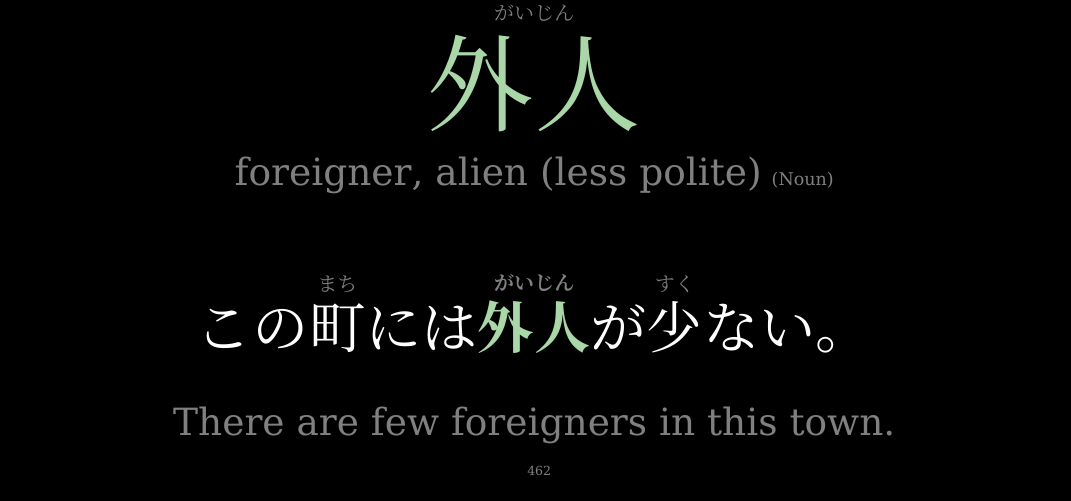 がいじん
外人
foreigner, alien (less polite) (Noun)
まち がいじん すく
この町には外人が少ない。
There are few foreigners in this town.
462